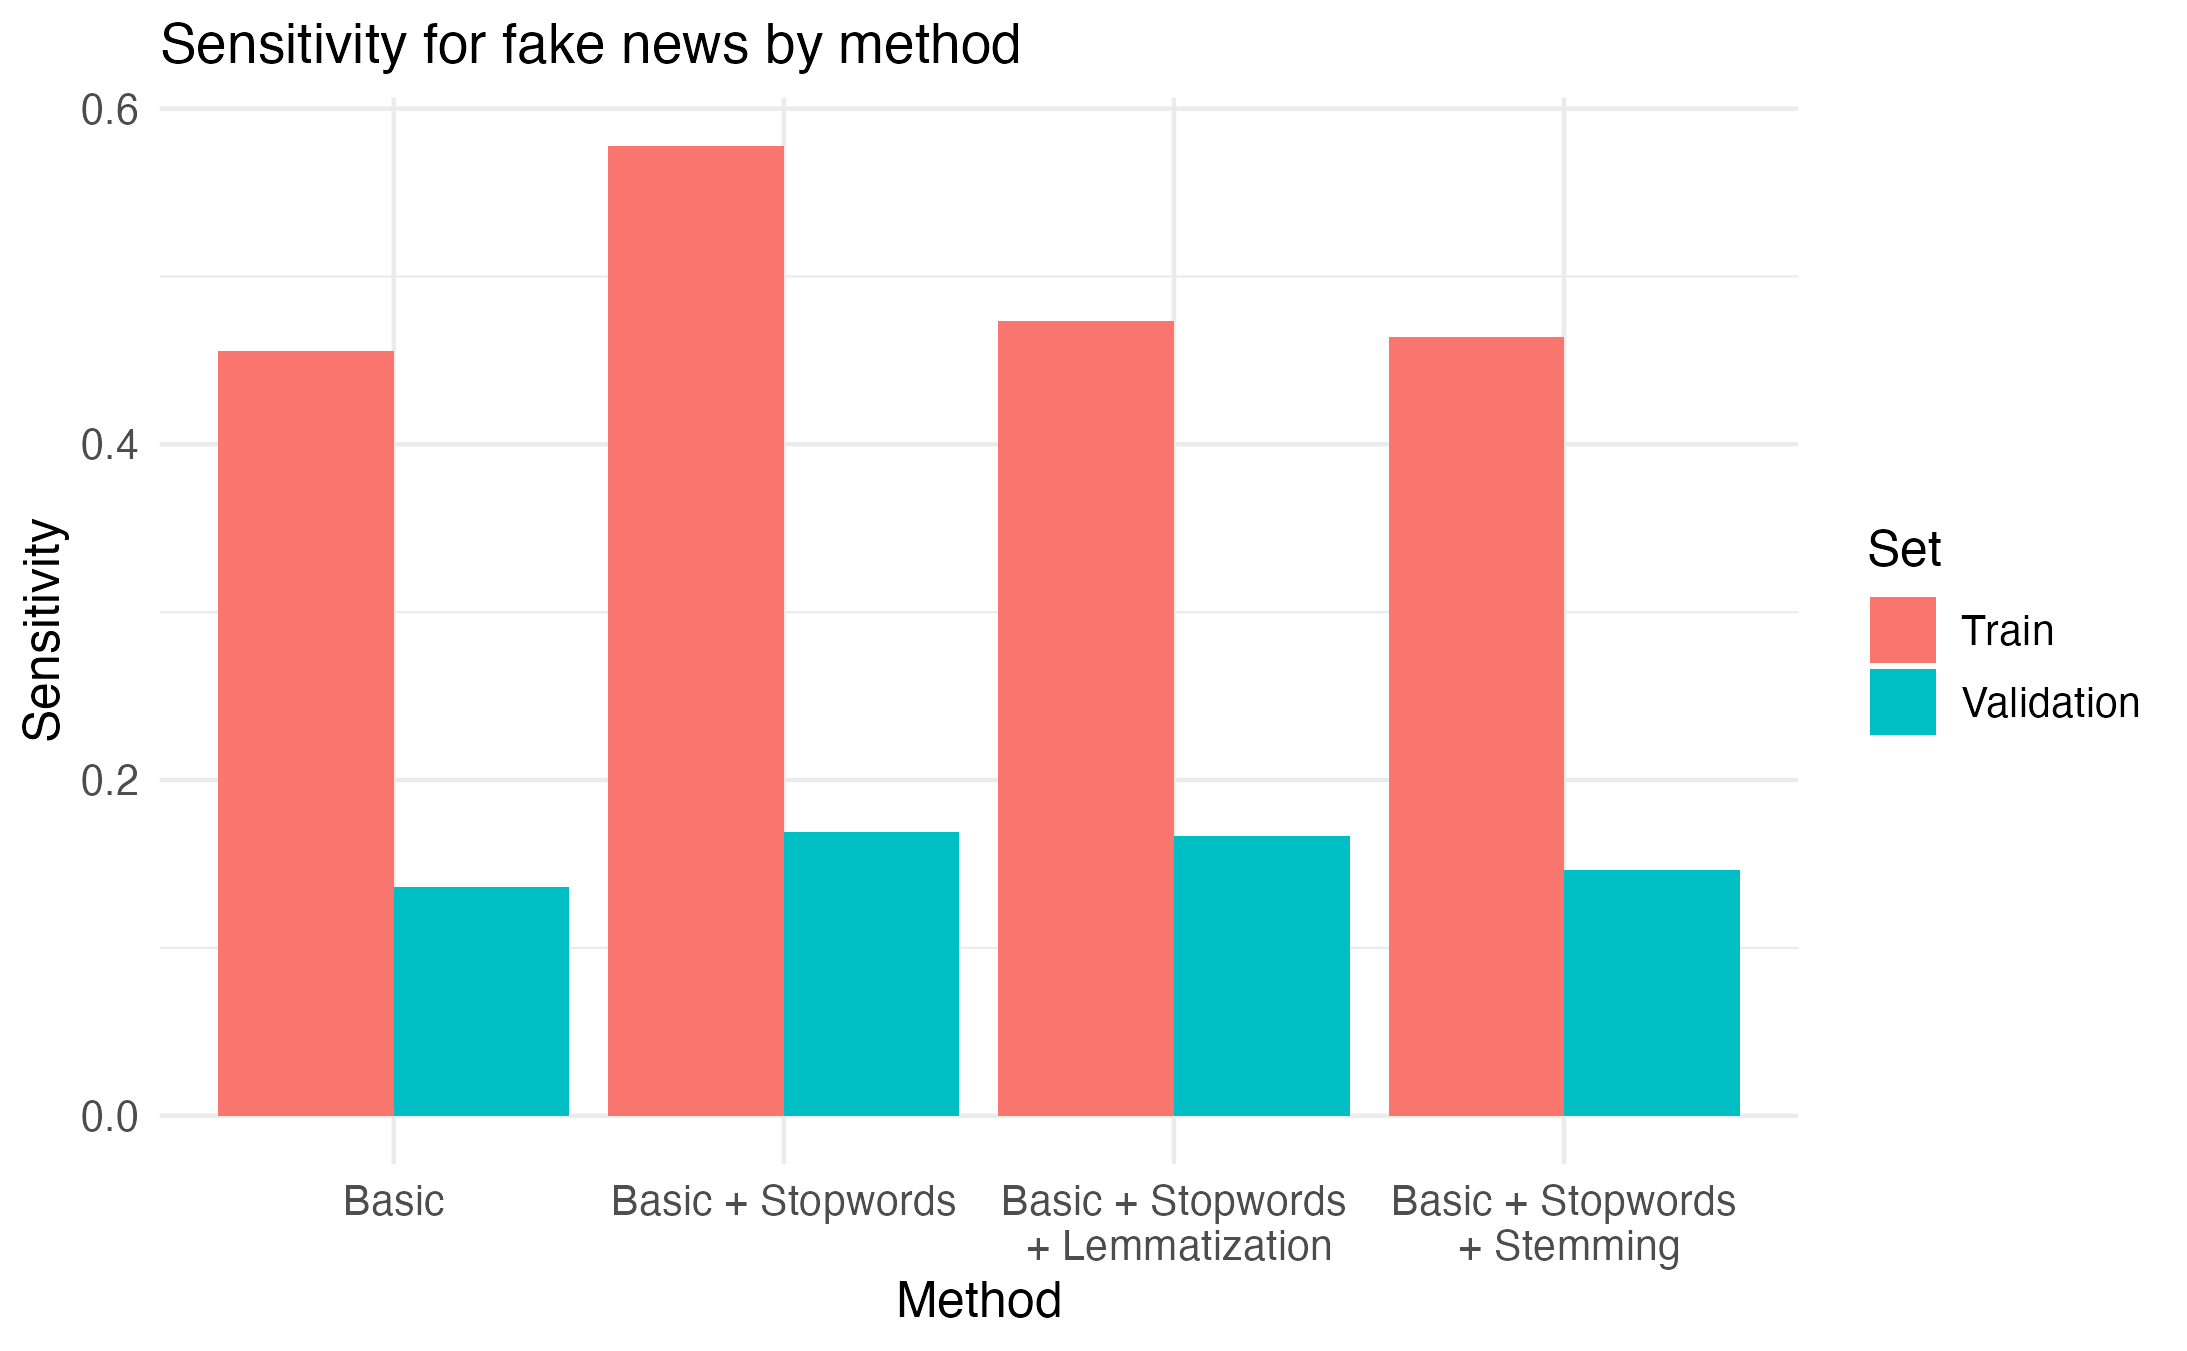 Sensitivity for fake news by method
0.6
0.4
0.2
0.0
Sensitivity
Basic
Basic + Stopwords
Basic + Stopwords
+ Lemmatization
Basic + Stopwords
+ Stemming
Method
Set
Train
Validation